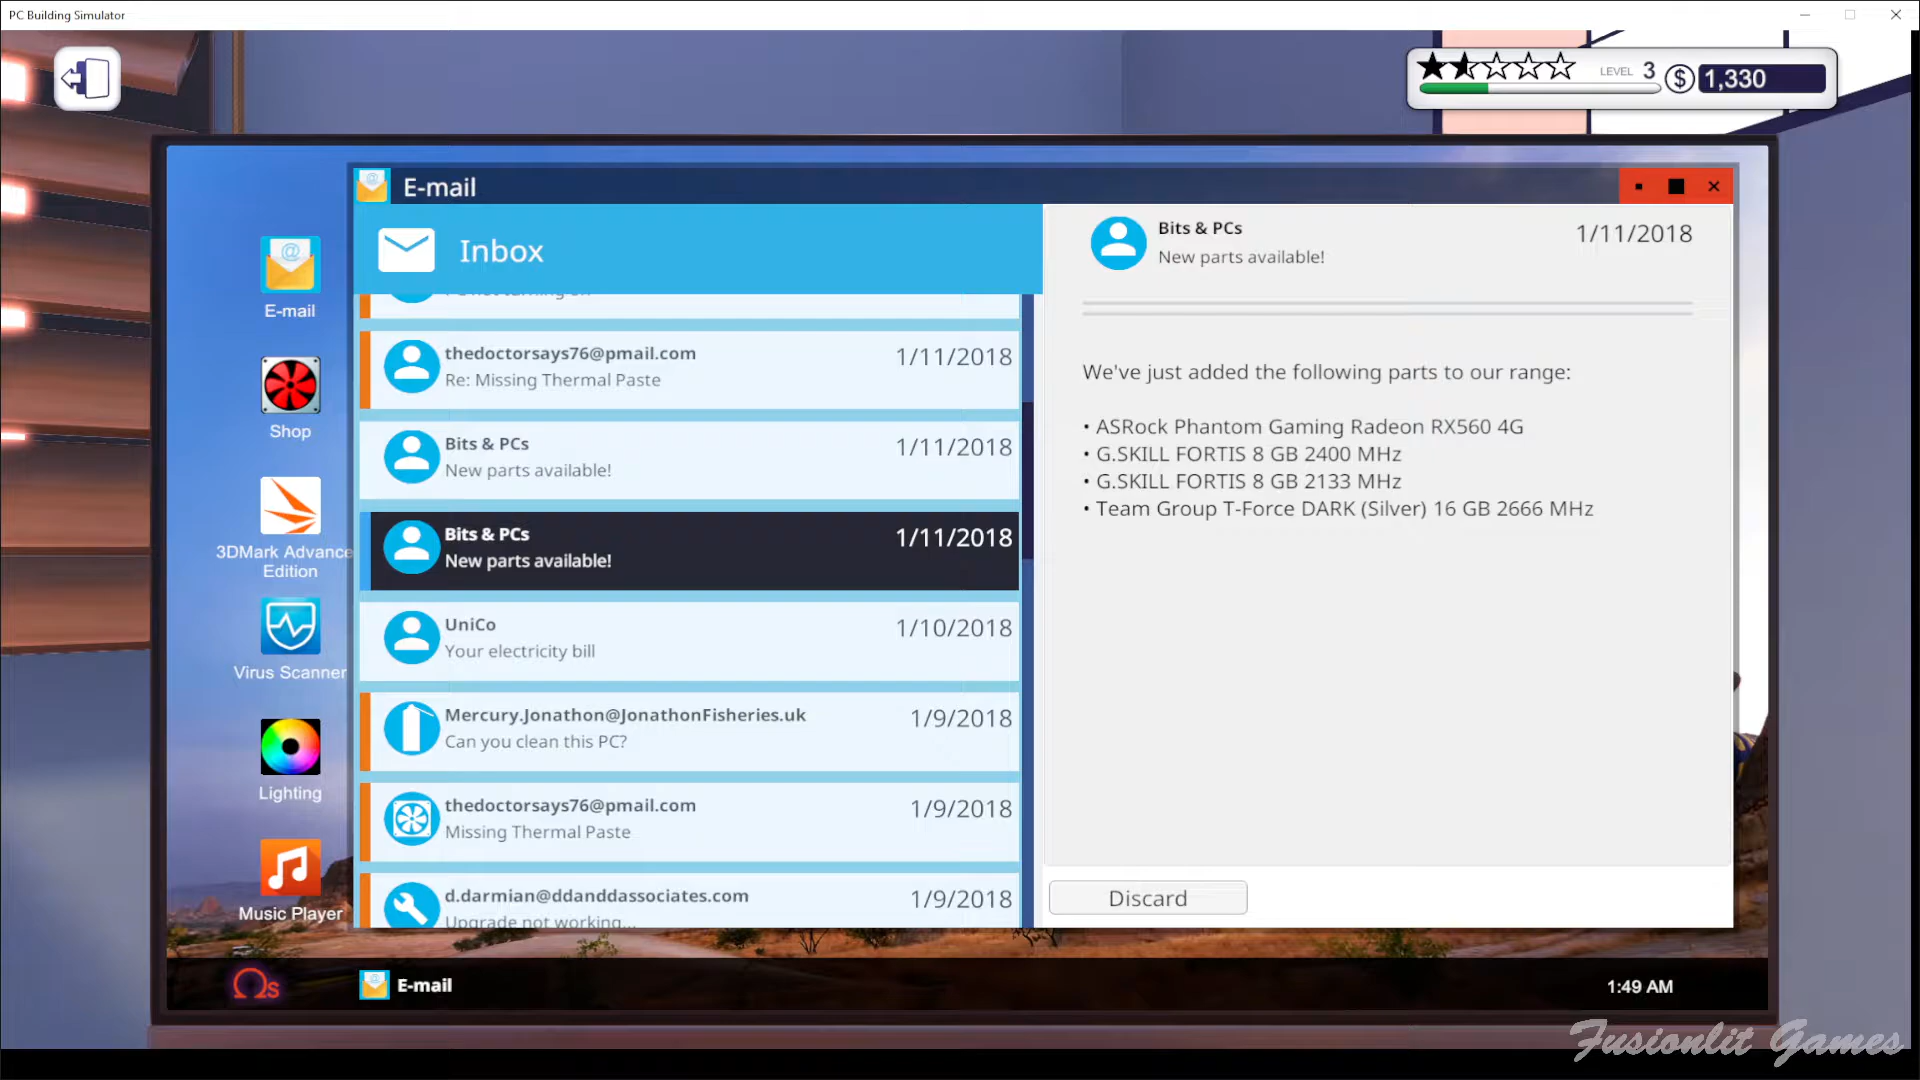 PC Building Simulator
LEVEL 3
$ 1,330
E-mail
Inbox
thedoctorsays76@pmail.com
1/11/2018
Re: Missing Thermal Paste
Bits & PCs
1/11/2018
New parts available!
Bits & PCs
1/11/2018
New parts available!
UniCo
1/10/2018
Your electricity bill
Mercury.Jonathon@JonathonFisheries.uk
1/9/2018
Can you clean this PC?
thedoctorsays76@pmail.com
1/9/2018
Missing Thermal Paste
d.darmian@ddanddassociates.com
1/9/2018
Upgrade not working...
Bits & PCs
1/11/2018
New parts available!
We've just added the following parts to our range:
• ASRock Phantom Gaming Radeon RX560 4G
• G.SKILL FORTIS 8 GB 2400 MHz
• G.SKILL FORTIS 8 GB 2133 MHz
• Team Group T-Force DARK (Silver) 16 GB 2666 MHz
Discard
E-mail
Shop
3DMark Advance
Edition
Virus Scanner
Lighting
Music Player
Ωs
E-mail
1:49 AM
Fusionlit Games